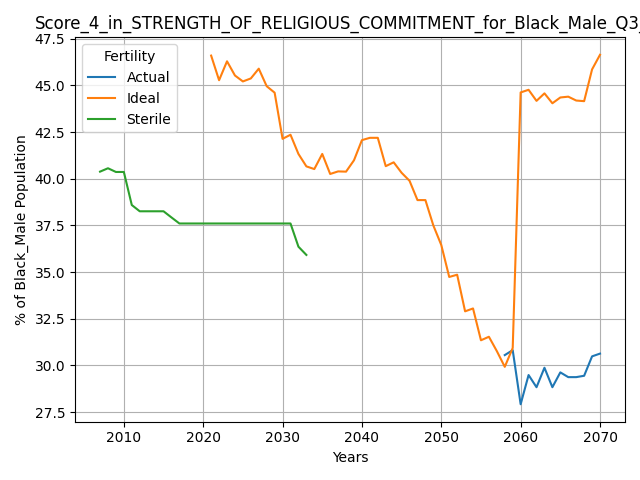 Score_4_in_STRENGTH_OF_RELIGIOUS_COMMITMENT_for_Black_Male_Q3_
47.5
45.0
42.5
40.0
37.5
35.0
32.5
30.0
27.5
% of Black_Male Population
Fertility
Actual
Ideal
Sterile
2010 2020 2030 2040 2050 2060 2070
Years